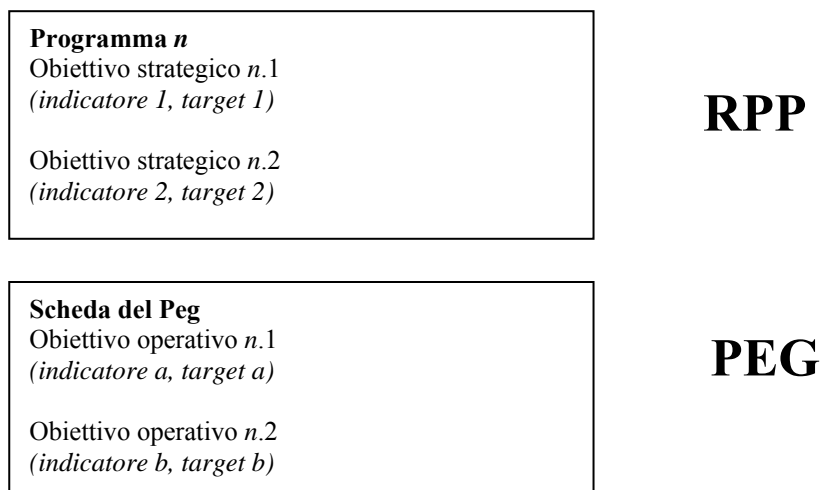 Programma n
Obiettivo strategico n.1
(indicatore 1, target 1)
Obiettivo strategico n.2
(indicatore 2, target 2)
RPP
Scheda del Peg
Obiettivo operativo n.1
(indicatore a, target a)
Obiettivo operativo n.2
(indicatore b, target b)
PEG